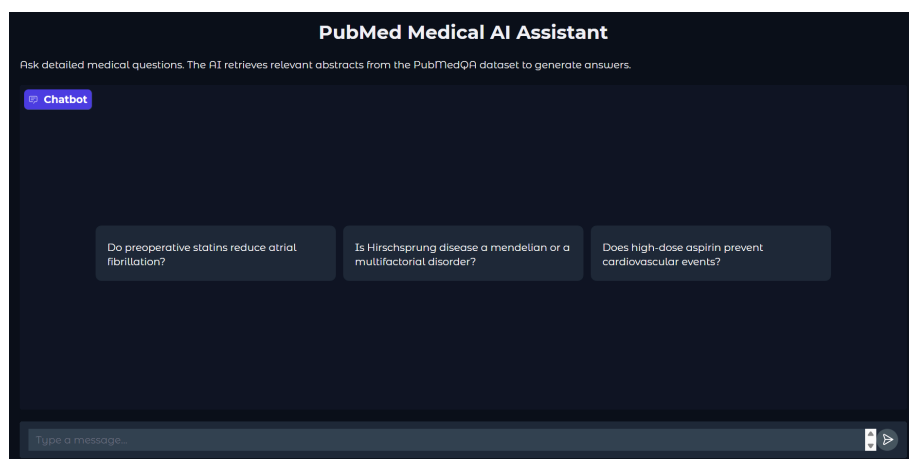 PubMed Medical AI Assistant
Ask detailed medical questions. The AI retrieves relevant abstracts from the PubMedQA dataset to generate answers.
Chatbot
Do preoperative statins reduce atrial
fibrillation?
Is Hirschsprung disease a mendelian or a
multifactorial disorder?
Does high-dose aspirin prevent
cardiovascular events?
Type a message...